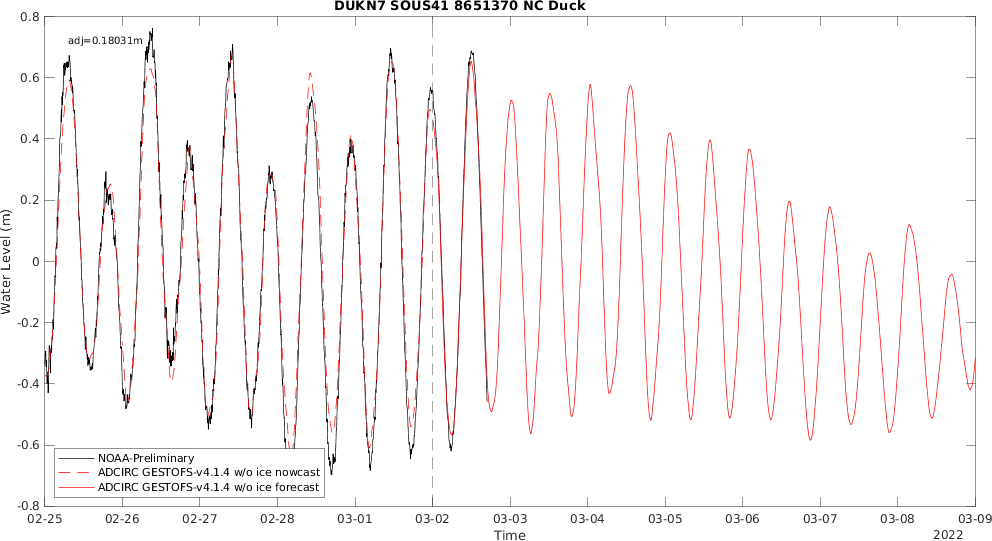 DUKN7 SOUS41 8651370 NC Duck
adj=0.18031m
0.8
0.6
0.4
0.2
0
-0.2
-0.4
-0.6
-0.8
Water Level (m)
NOAA-Preliminary
ADCIRC GESTOFS-v4.1.4 w/o ice nowcast
ADCIRC GESTOFS-v4.1.4 w/o ice forecast
02-25 02-26 02-27 02-28 03-01 03-02 03-03 03-04 03-05 03-06 03-07 03-08 03-09
Time
2022